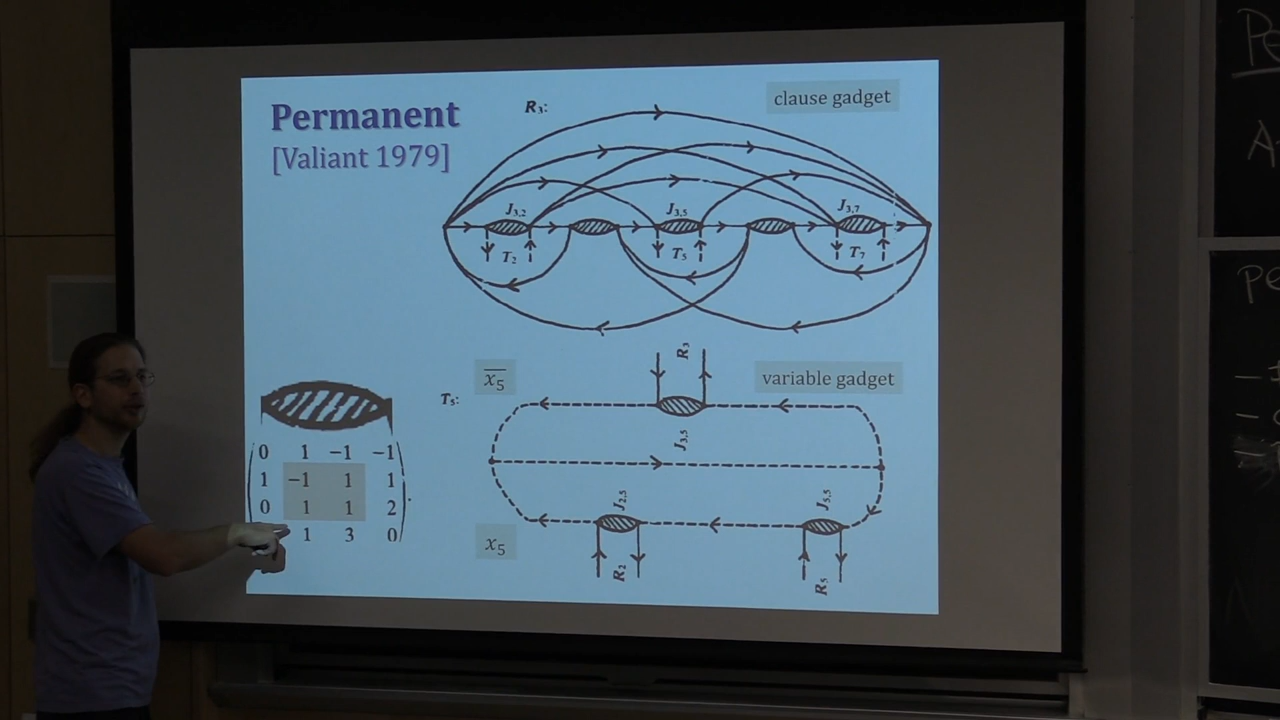 Permanent
[Valiant 1979]
R₃:
clause gadget
J₃,₂
J₃,₅
J₃,₇
T₂
T₅
T₇
0 1 −1 −1
1 −1 1 1
0 1 1 2
1 3 0
T₅:
x̅₅
variable gadget
R₃
J₃,₅
J₂,₅
J₅,₅
x₅
R₂
R₅